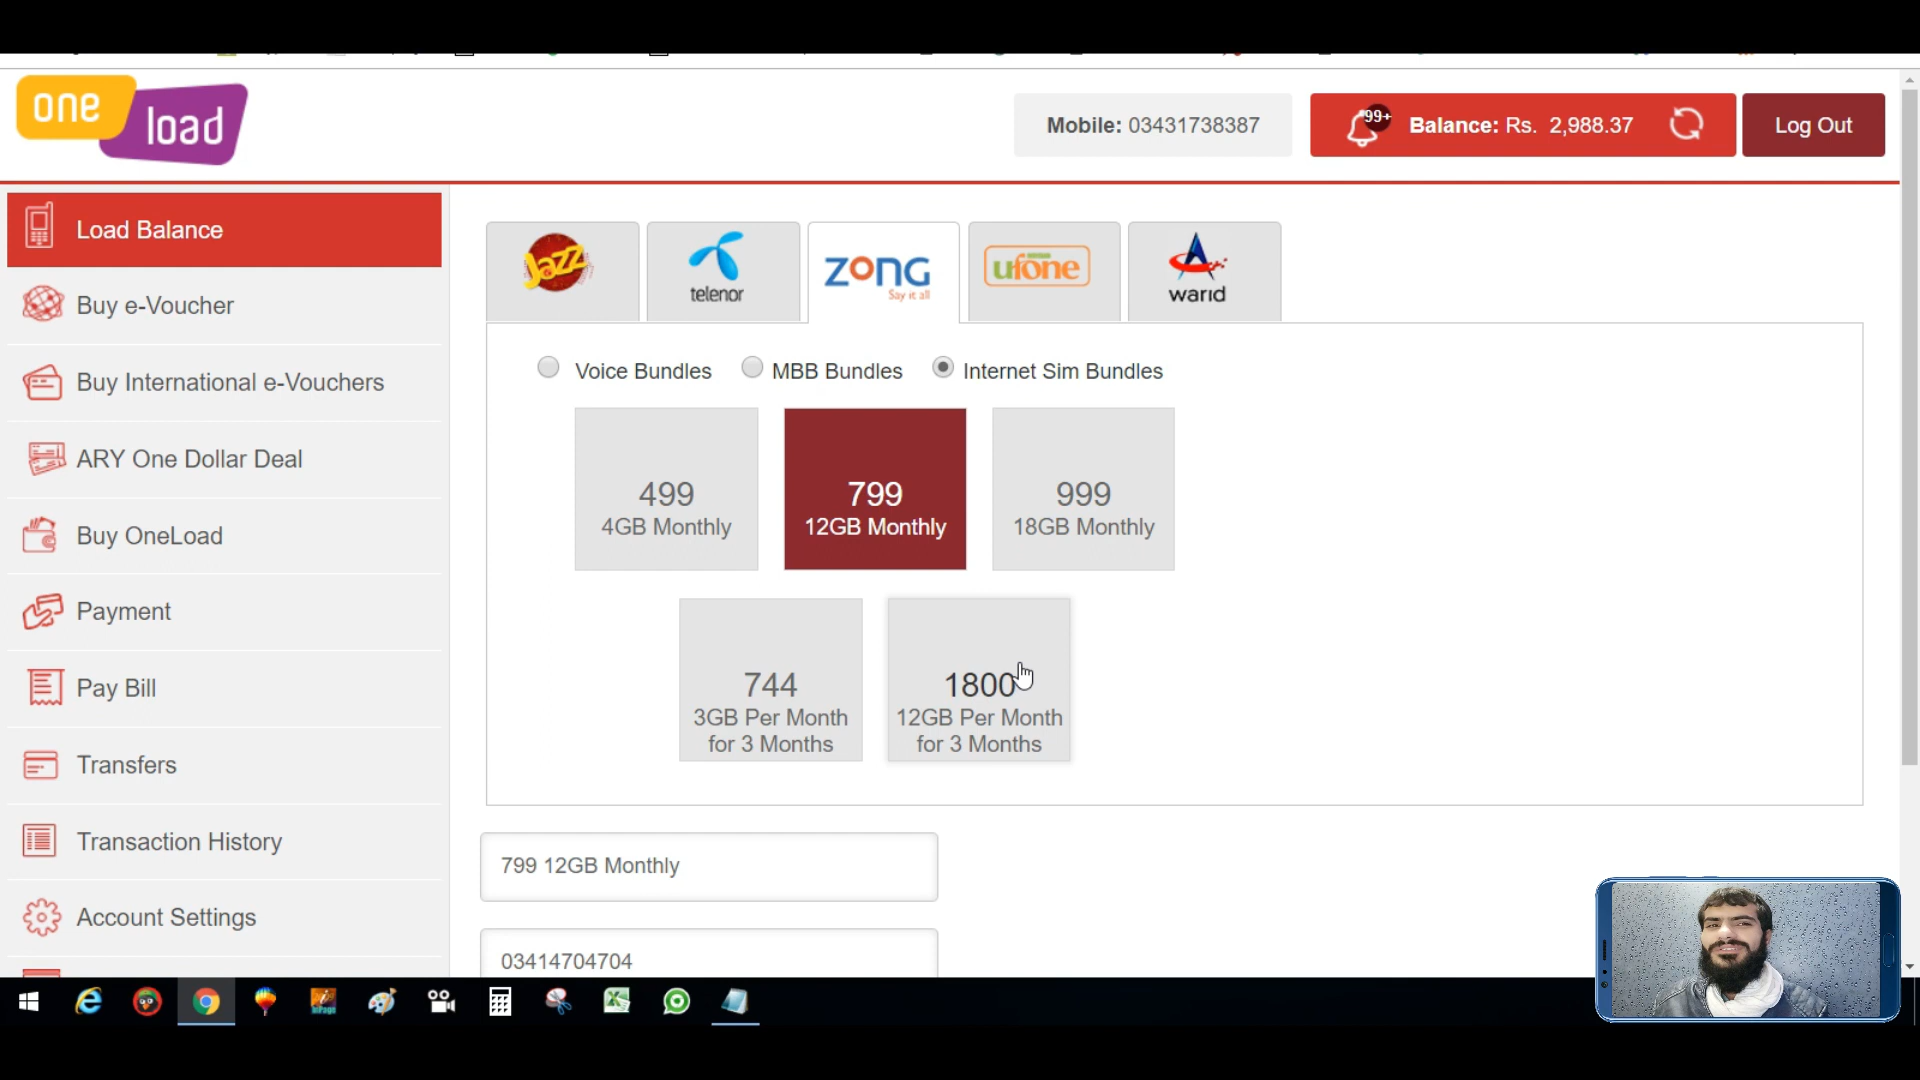 one load
Mobile: 03431738387
99+
Balance: Rs. 2,988.37
Log Out
Load Balance
Buy e-Voucher
Buy International e-Vouchers
ARY One Dollar Deal
Buy OneLoad
Payment
Pay Bill
Transfers
Transaction History
Account Settings
Jazz
telenor
ZONG
Say it all
ufone
warid
Voice Bundles
MBB Bundles
Internet Sim Bundles
499
4GB Monthly
799
12GB Monthly
999
18GB Monthly
744
3GB Per Month
for 3 Months
1800
12GB Per Month
for 3 Months
799 12GB Monthly
03414704704